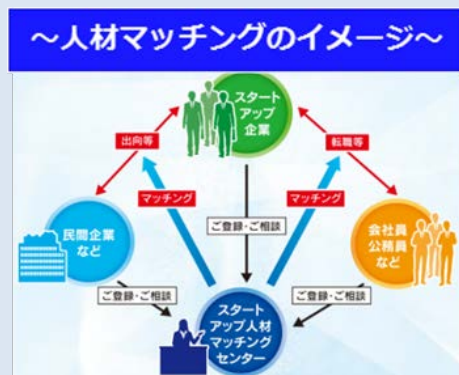 ～人材マッチングのイメージ～
スタート
アップ
企業
出向等
転職等
マッチング
マッチング
ご登録・ご相談
民間企業
など
会社員
公務員
など
ご登録・ご相談
ご登録・ご相談
スタート
アップ人材
マッチング
センター